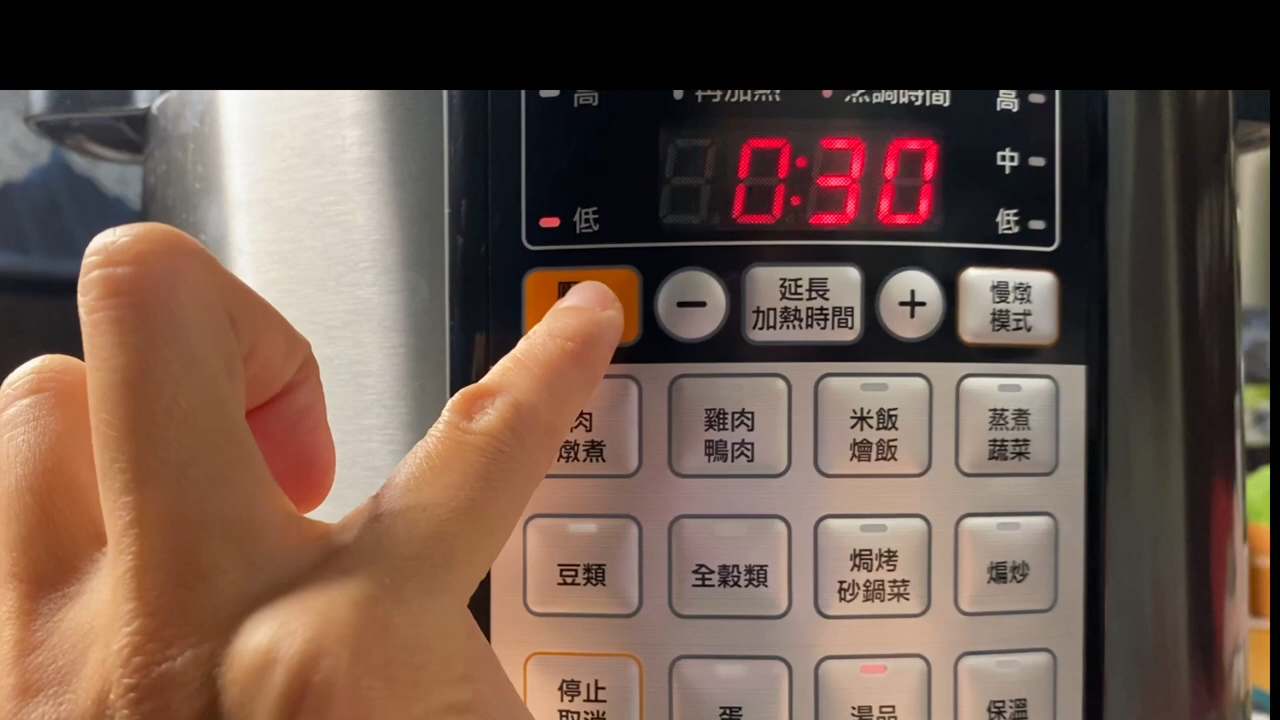 高 再加熱 烹調時間 高
0:30
中
低 低
延長
加熱時間
慢燉
模式
肉
燉煮
雞肉
鴨肉
米飯
燴飯
蒸煮
蔬菜
豆類
全穀類
焗烤
砂鍋菜
煸炒
停止
取消
蛋
湯品
保溫